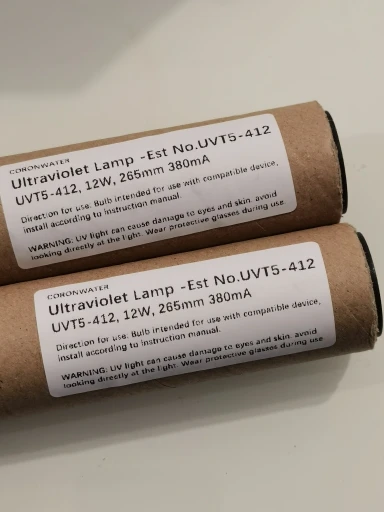 CORONWATER
Ultraviolet Lamp -Est No.UVT5-412
UVT5-412, 12W, 265mm 380mA
Direction for use: Bulb intended for use with compatible device,
install according to instruction manual.
WARNING: UV light can cause damage to eyes and skin, avoid
looking directly at the light. Wear protective glasses during use
CORONWATER
Ultraviolet Lamp -Est No.UVT5-412
UVT5-412, 12W, 265mm 380mA
Direction for use: Bulb intended for use with compatible device,
install according to instruction manual.
WARNING: UV light can cause damage to eyes and skin, avoid
looking directly at the light. Wear protective glasses during use